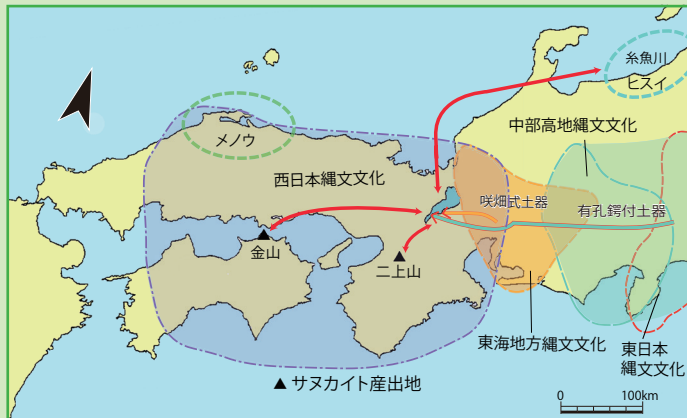 糸魚川
ヒスイ
中部高地縄文文化
メノウ
西日本縄文文化
咲畑式土器
有孔鍔付土器
金山
二上山
東海地方縄文文化
東日本
縄文文化
▲サヌカイト産出地
0 100km